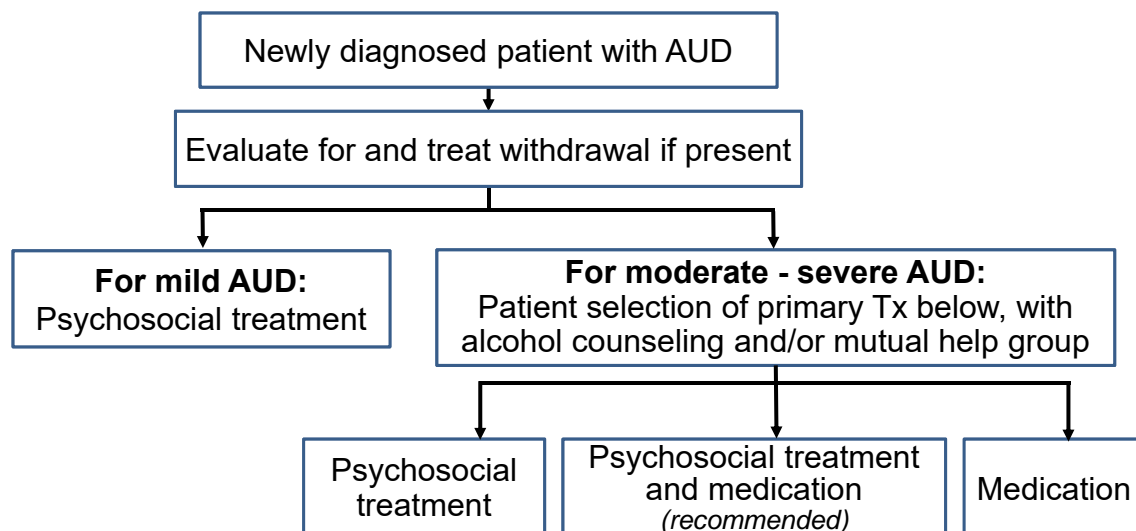 Newly diagnosed patient with AUD
Evaluate for and treat withdrawal if present
For mild AUD:
Psychosocial treatment
For moderate - severe AUD:
Patient selection of primary Tx below, with
alcohol counseling and/or mutual help group
Psychosocial
treatment
Psychosocial treatment
and medication
(recommended)
Medication